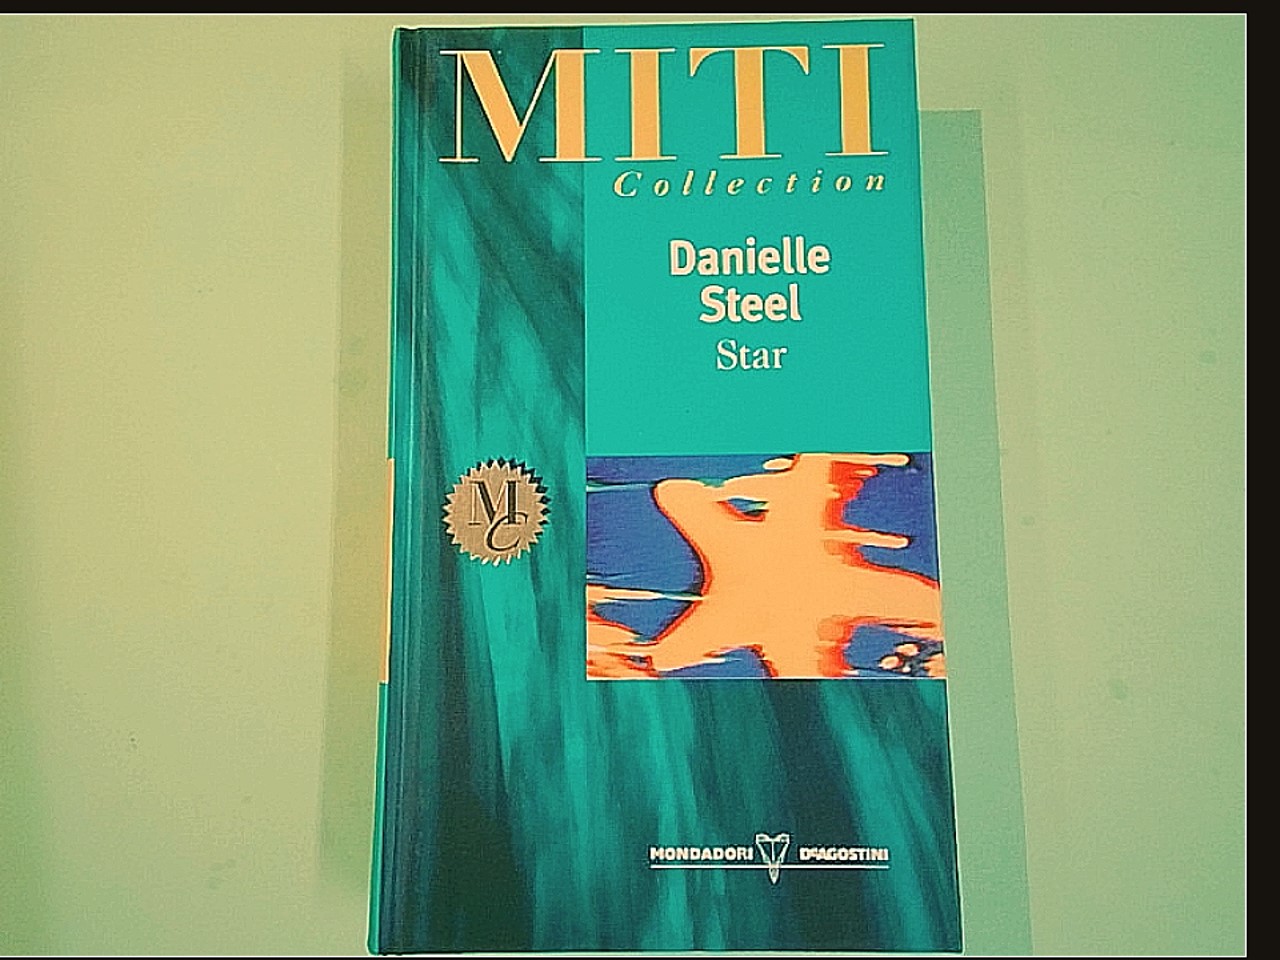 MITI
Collection
Danielle
Steel
Star
MC
MONDADORI DEAGOSTINI